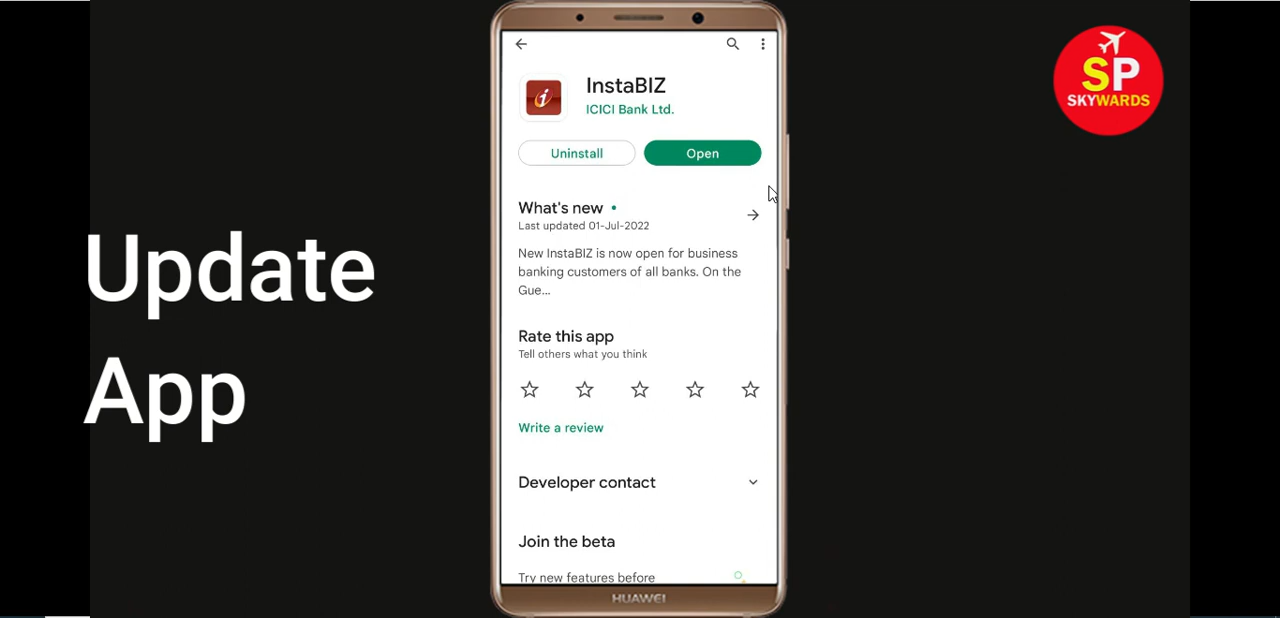 InstaBIZ
ICICI Bank Ltd.
Uninstall
Open
What's new
Last updated 01-Jul-2022
New InstaBIZ is now open for business
banking customers of all banks. On the
Gue...
Rate this app
Tell others what you think
Write a review
Developer contact
Join the beta
Try new features before
HUAWEI
Update
App
SP
SKYWARDS